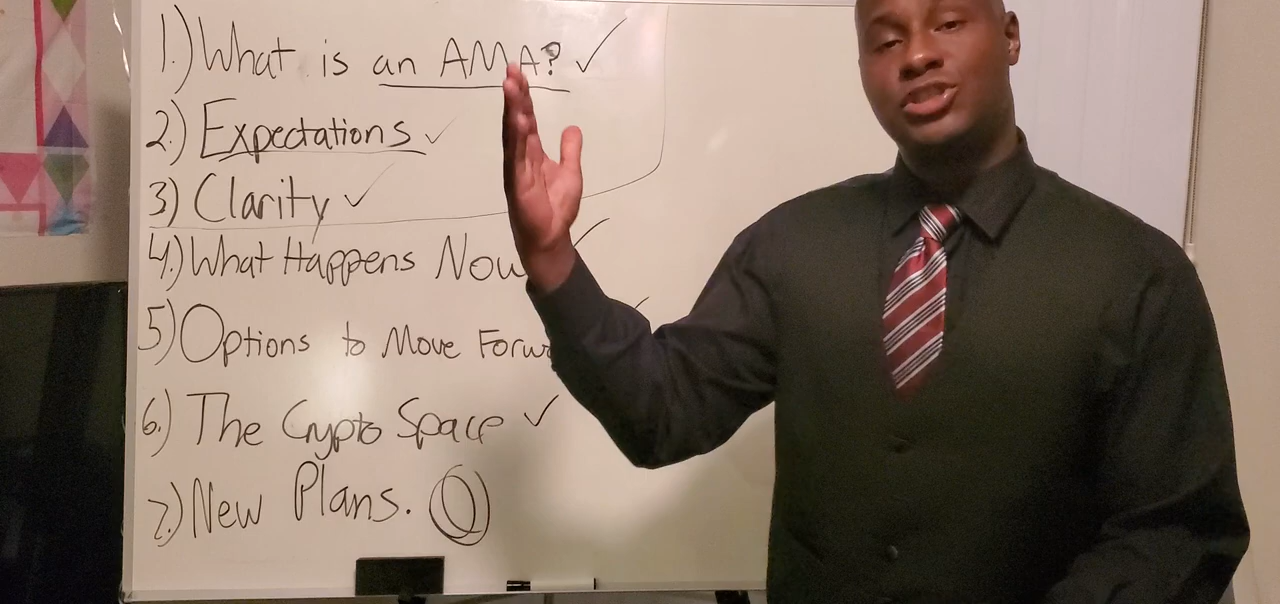 1.) What is an AMA? ✓
2.) Expectations ✓
3) Clarity ✓
4.) What Happens Now
5) Options to Move
6.) The Crypto Space ✓
7.) New Plans.